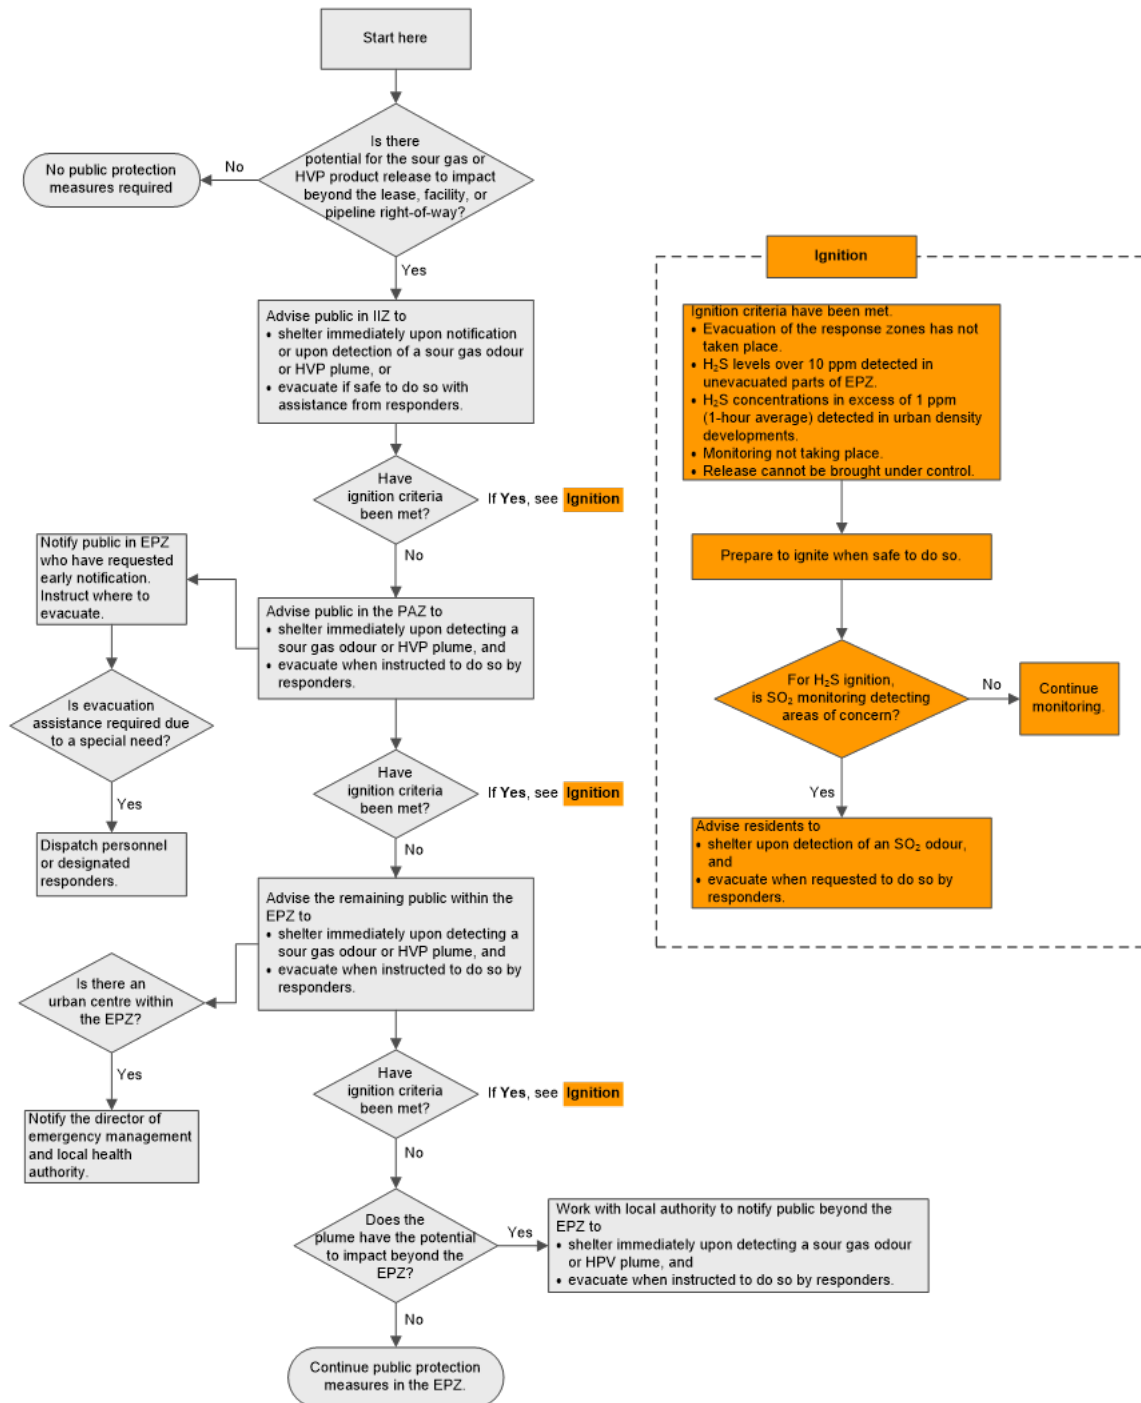 Start here
Is there
potential for the sour gas or
HVP product release to impact
beyond the lease, facility, or
pipeline right-of-way?
No
No public protection
measures required
Yes
Advise public in IIZ to
• shelter immediately upon notification
or upon detection of a sour gas odour
or HVP plume, or
• evacuate if safe to do so with
assistance from responders.
Have
ignition criteria
been met?
If Yes, see Ignition
No
Advise public in the PAZ to
• shelter immediately upon detecting a
sour gas odour or HVP plume, and
• evacuate when instructed to do so by
responders.
Notify public in EPZ
who have requested
early notification.
Instruct where to
evacuate.
Is evacuation
assistance required due
to a special need?
Yes
Dispatch personnel
or designated
responders.
Have
ignition criteria
been met?
If Yes, see Ignition
No
Advise the remaining public within the
EPZ to
• shelter immediately upon detecting a
sour gas odour or HVP plume, and
• evacuate when instructed to do so by
responders.
Is there an
urban centre within
the EPZ?
Yes
Notify the director of
emergency management
and local health
authority.
Have
ignition criteria
been met?
If Yes, see Ignition
No
Does the
plume have the potential
to impact beyond the
EPZ?
Yes
Work with local authority to notify public beyond the
EPZ to
• shelter immediately upon detecting a sour gas odour
or HPV plume, and
• evacuate when instructed to do so by responders.
No
Continue public protection
measures in the EPZ.
Ignition
Ignition criteria have been met.
• Evacuation of the response zones has not
taken place.
• H₂S levels over 10 ppm detected in
unevacuated parts of EPZ.
• H₂S concentrations in excess of 1 ppm
(1-hour average) detected in urban density
developments.
• Monitoring not taking place.
• Release cannot be brought under control.
Prepare to ignite when safe to do so.
For H₂S ignition,
is SO₂ monitoring detecting
areas of concern?
No
Continue
monitoring.
Yes
Advise residents to
• shelter upon detection of an SO₂ odour,
and
• evacuate when requested to do so by
responders.